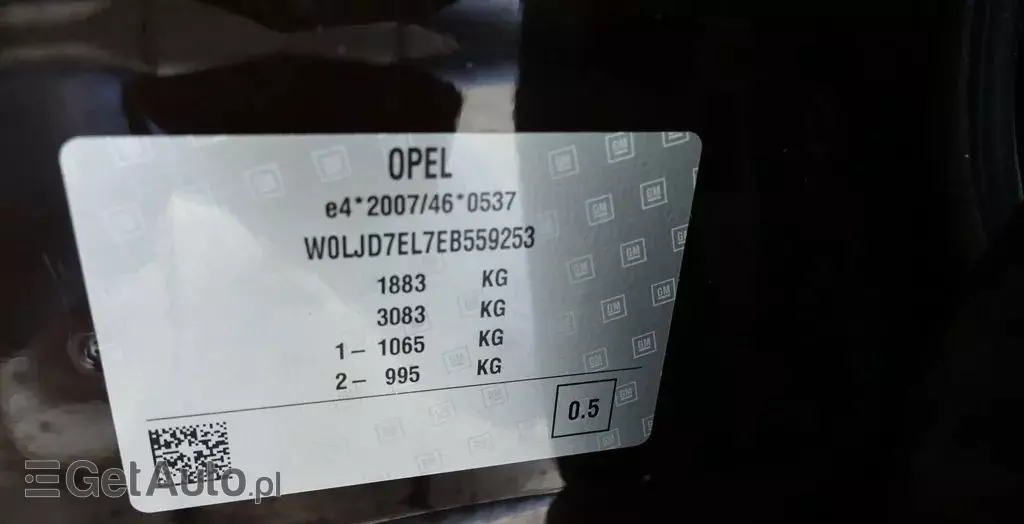 OPEL
e4*2007/46*0537
W0LJD7EL7EB559253
1883 KG
3083 KG
1– 1065 KG
2– 995 KG
0.5
GetAuto.pl